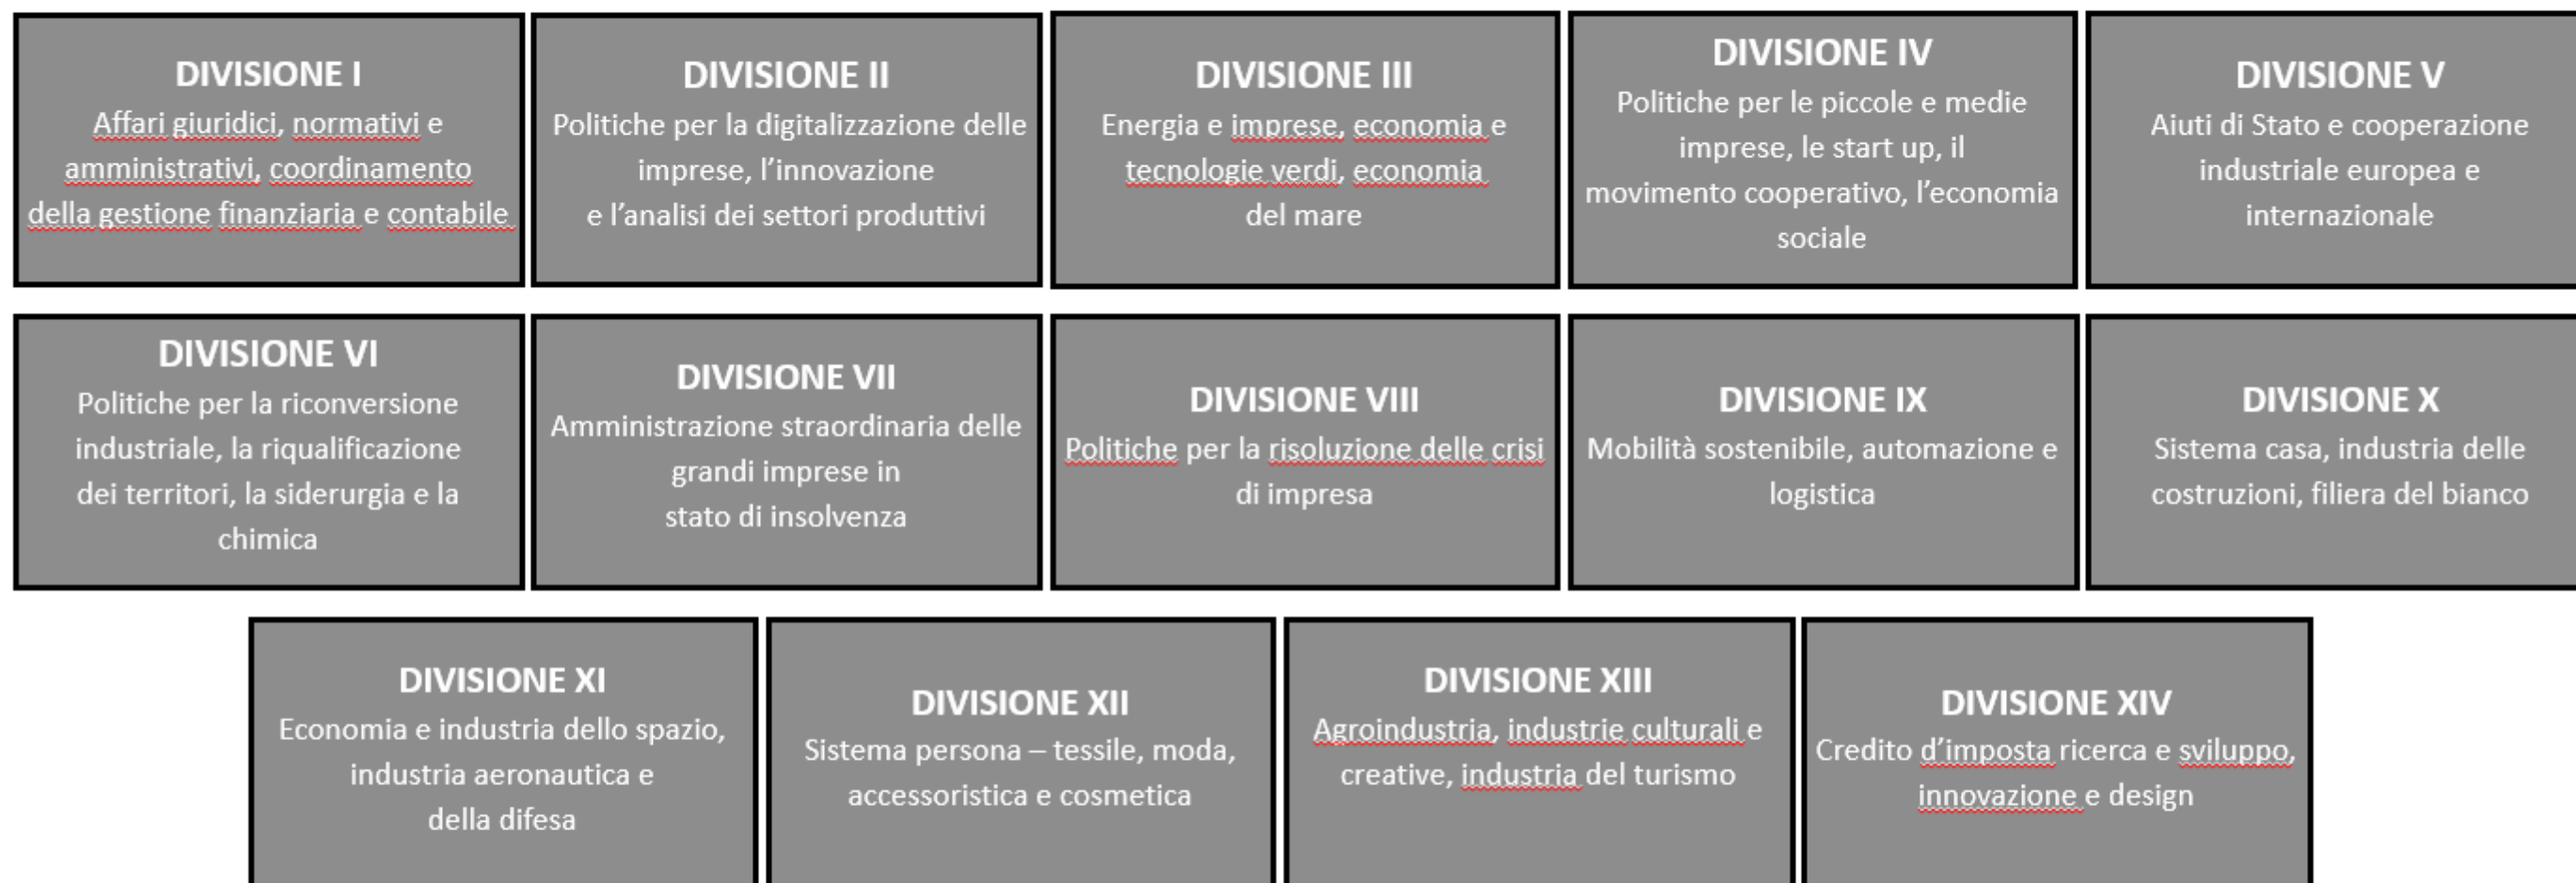 DIVISIONE I
Affari giuridici, normativi e
amministrativi, coordinamento
della gestione finanziaria e contabile
DIVISIONE II
Politiche per la digitalizzazione delle
imprese, l’innovazione
e l’analisi dei settori produttivi
DIVISIONE III
Energia e imprese, economia e
tecnologie verdi, economia
del mare
DIVISIONE IV
Politiche per le piccole e medie
imprese, le start up, il
movimento cooperativo, l’economia
sociale
DIVISIONE V
Aiuti di Stato e cooperazione
industriale europea e
internazionale
DIVISIONE VI
Politiche per la riconversione
industriale, la riqualificazione
dei territori, la siderurgia e la
chimica
DIVISIONE VII
Amministrazione straordinaria delle
grandi imprese in
stato di insolvenza
DIVISIONE VIII
Politiche per la risoluzione delle crisi
di impresa
DIVISIONE IX
Mobilità sostenibile, automazione e
logistica
DIVISIONE X
Sistema casa, industria delle
costruzioni, filiera del bianco
DIVISIONE XI
Economia e industria dello spazio,
industria aeronautica e
della difesa
DIVISIONE XII
Sistema persona – tessile, moda,
accessoristica e cosmetica
DIVISIONE XIII
Agroindustria, industrie culturali e
creative, industria del turismo
DIVISIONE XIV
Credito d’imposta ricerca e sviluppo,
innovazione e design